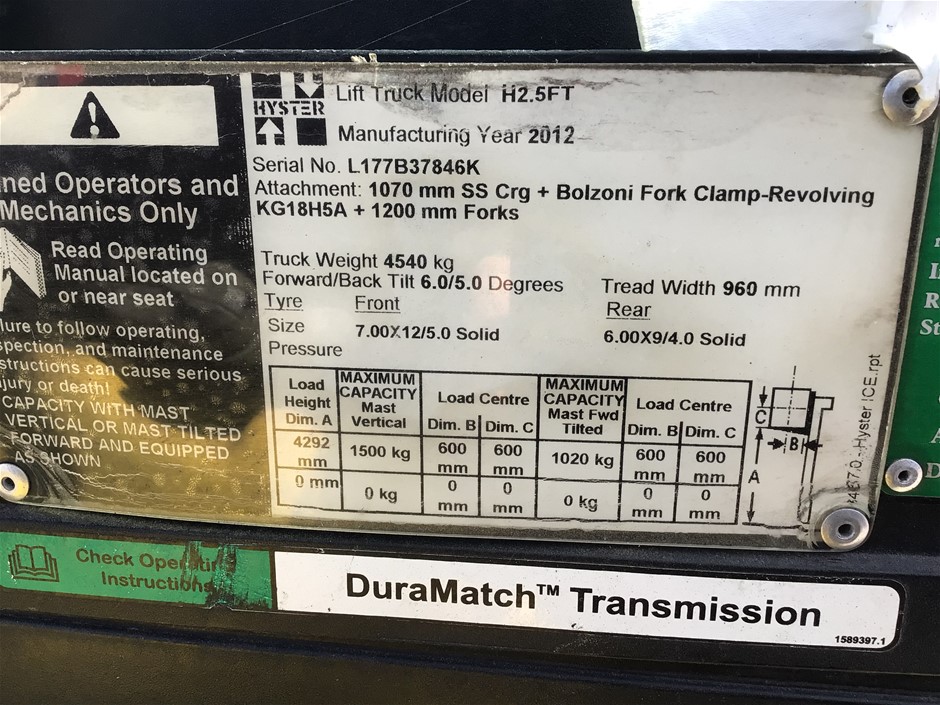 HYSTER
Lift Truck Model H2.5FT
Manufacturing Year 2012
Serial No. L177B37846K
Attachment: 1070 mm SS Crg + Bolzoni Fork Clamp-Revolving
KG18H5A + 1200 mm Forks
Truck Weight 4540 kg
Forward/Back Tilt 6.0/5.0 Degrees Tread Width 960 mm
Tyre Front Rear
Size 7.00X12/5.0 Solid 6.00X9/4.0 Solid
Pressure
Load Height Dim. A
MAXIMUM CAPACITY Mast Vertical
Load Centre
Dim. B Dim. C
MAXIMUM CAPACITY Mast Fwd Tilted
Load Centre
Dim. B Dim. C
4292 mm 1500 kg 600 mm 600 mm 1020 kg 600 mm 600 mm
0 mm 0 kg 0 mm 0 mm 0 kg 0 mm 0 mm
C
B
A
Hyster ICE.rpt
ned Operators and
Mechanics Only
Read Operating
Manual located on
or near seat
lure to follow operating,
spection, and maintenance
structions can cause serious
jury or death!
CAPACITY WITH MAST
VERTICAL OR MAST TILTED
FORWARD AND EQUIPPED
AS SHOWN
Check Operating
Instructions
DuraMatch™ Transmission
1589397.1